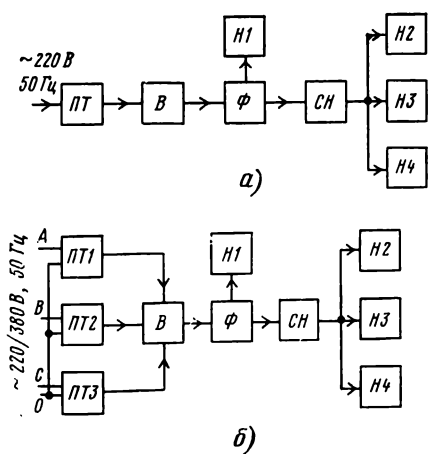 Н1
Н2
~220 В
50 Гц
ПТ
В
Ф
СН
Н3
Н4
а)
~ 220/380 В, 50 Гц
А
ПТ1
Н1
Н2
В
ПТ2
В
Ф
СН
Н3
С
0
ПТ3
Н4
б)